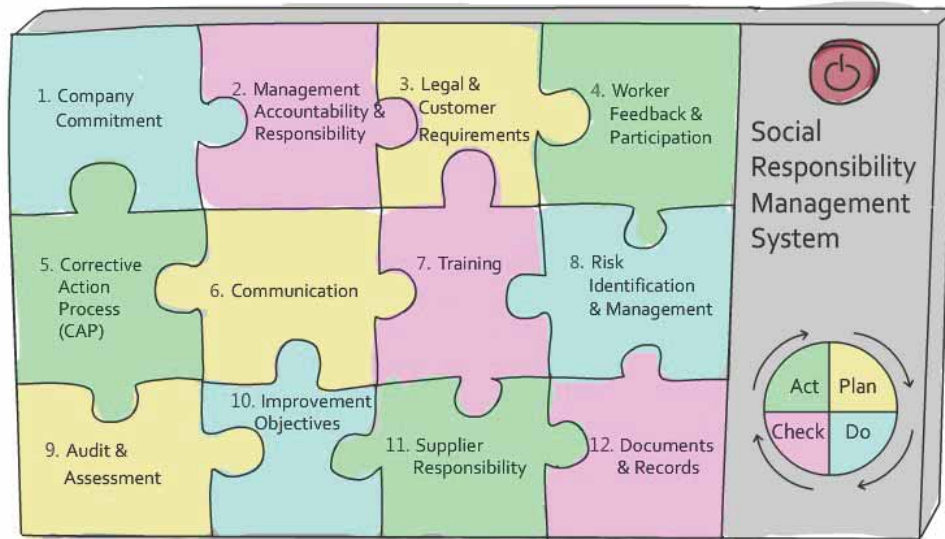 1. Company
Commitment
2. Management
Accountability &
Responsibility
3. Legal &
Customer
Requirements
4. Worker
Feedback &
Participation
5. Corrective
Action
Process
(CAP)
6. Communication
7. Training
8. Risk
Identification
& Management
9. Audit &
Assessment
10. Improvement
Objectives
11. Supplier
Responsibility
12. Documents
& Records
Social
Responsibility
Management
System
Act
Plan
Check
Do